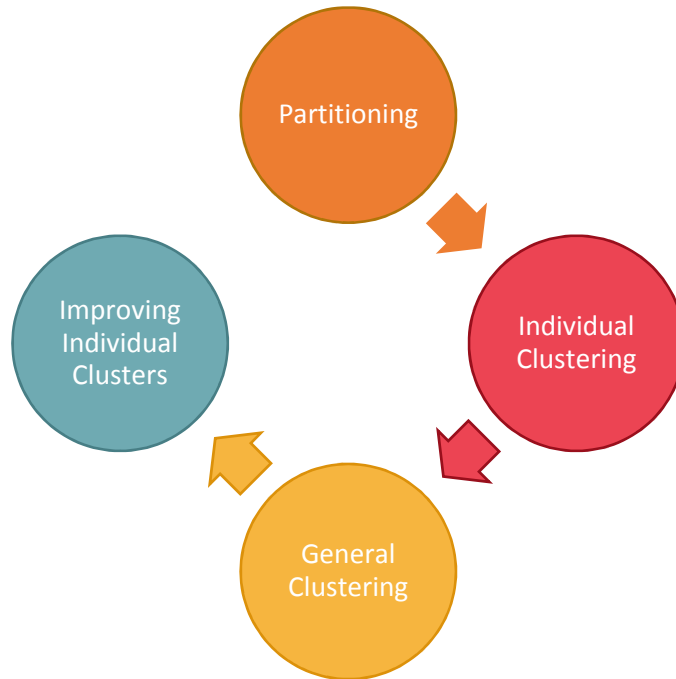 Partitioning
Individual
Clustering
General
Clustering
Improving
Individual
Clusters